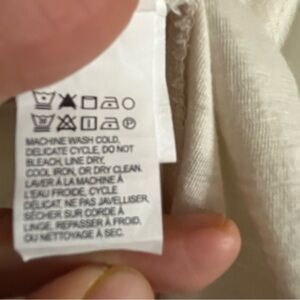 MACHINE WASH COLD,
DELICATE CYCLE, DO NOT
BLEACH, LINE DRY,
COOL IRON, OR DRY CLEAN.
LAVER À LA MACHINE À
L'EAU FROIDE, CYCLE
DÉLICAT, NE PAS JAVELLISER,
SÉCHER SUR CORDE À
LINGE, REPASSER À FROID,
OU NETTOYAGE À SEC.